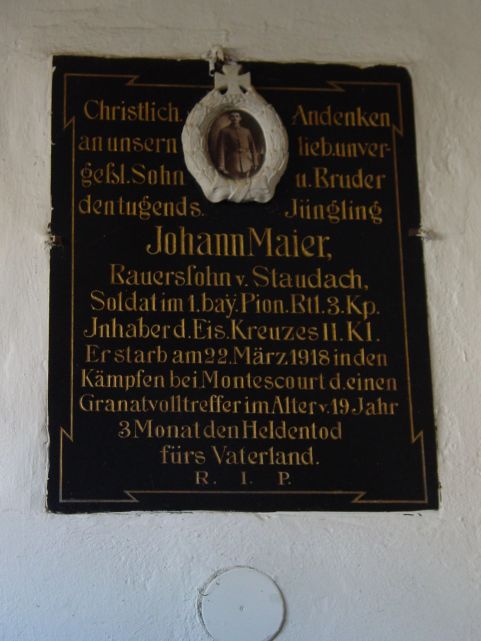 Christlich. Andenken
an unsern lieb. unver-
geßl. Sohn u. Bruder
den tugends. Jüngling
Johann Maier,
Rauerssohn v. Staudach,
Soldat im 1. baÿ. Pion. Btl. 3. Kp.
Jnhaber d. Eis. Kreuzes II. Kl.
Er starb am 22. März 1918 in den
Kämpfen bei Montescourt d. einen
Granatvolltreffer im Alter v. 19 Jahr
3 Monat den Heldentod
fürs Vaterland.
R. I. P.